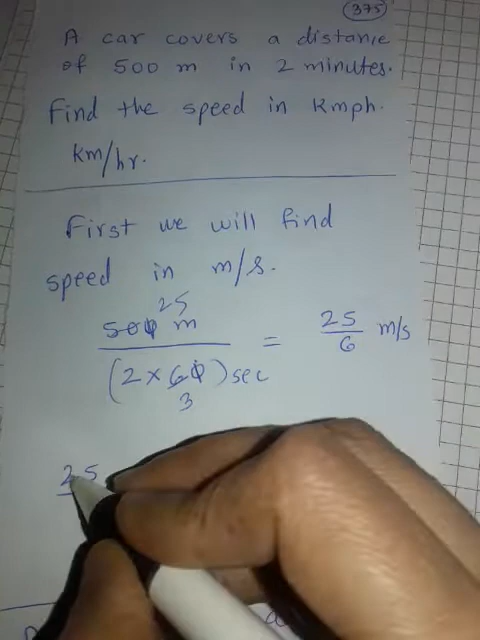 375
A car covers a distance
of 500 m in 2 minutes.
Find the speed in Kmph.
km/hr.
First we will find
speed in m/s.
25
500 m
(2 × 60) sec
3
= 25/6 m/s
25